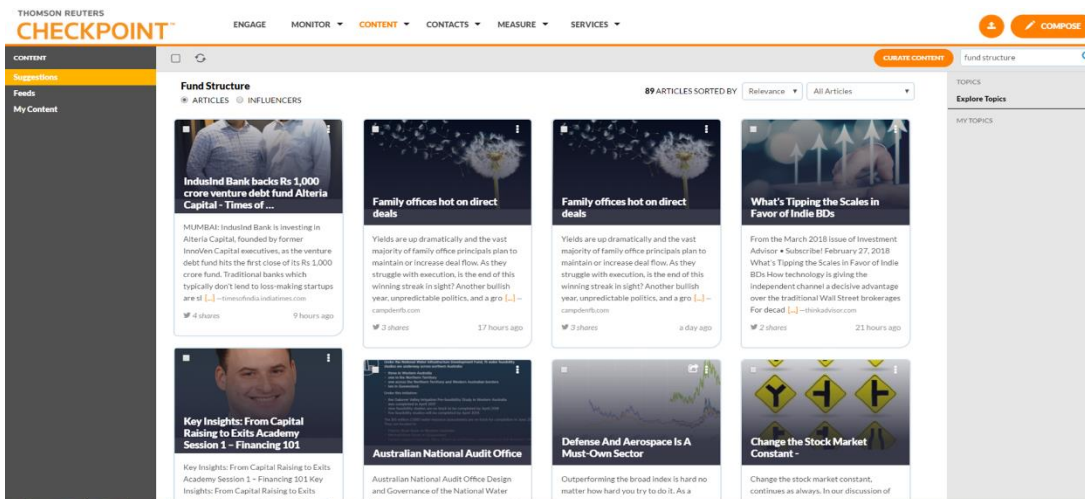 THOMSON REUTERS
CHECKPOINT™
ENGAGE MONITOR CONTENT CONTACTS MEASURE SERVICES
COMPOSE
CONTENT
Suggestions
Feeds
My Content
CURATE CONTENT
fund structure
TOPICS
Explore Topics
MY TOPICS
Fund Structure
ARTICLES INFLUENCERS
89 ARTICLES SORTED BY Relevance All Articles
IndusInd Bank backs Rs 1,000
crore venture debt fund Alteria
Capital - Times of ...
MUMBAI: IndusInd Bank is investing in
Alteria Capital, founded by former
InnoVen Capital executives, as the venture
debt fund hits the first close of its Rs 1,000
crore fund. Traditional banks which
typically don't lend to loss-making startups
are sl [...] — timesofindia.indiatimes.com
4 shares 9 hours ago
Family offices hot on direct
deals
Yields are up dramatically and the vast
majority of family office principals plan to
maintain or increase deal flow. As they
struggle with execution, is the end of this
winning streak in sight? Another bullish
year, unpredictable politics, and a gro [...] —
campdenfb.com
3 shares 17 hours ago
Family offices hot on direct
deals
Yields are up dramatically and the vast
majority of family office principals plan to
maintain or increase deal flow. As they
struggle with execution, is the end of this
winning streak in sight? Another bullish
year, unpredictable politics, and a gro [...] —
campdenfb.com
3 shares a day ago
What's Tipping the Scales in
Favor of Indie BDs
From the March 2018 issue of Investment
Advisor • Subscribe! February 27, 2018
What's Tipping the Scales in Favor of Indie
BDs How technology is giving the
independent channel a decisive advantage
over the traditional Wall Street brokerages
For decad [...] — thinkadvisor.com
2 shares 21 hours ago
Key Insights: From Capital
Raising to Exits Academy
Session 1 – Financing 101
Key Insights: From Capital Raising to Exits
Academy Session 1 – Financing 101 Key
Insights: From Capital Raising to Exits
Australian National Audit Office
Australian National Audit Office Design
and Governance of the National Water
Defense And Aerospace Is A
Must-Own Sector
Outperforming the broad index is hard no
matter how hard you try to do it. As a
Change the Stock Market
Constant -
Change the stock market constant,
continues as always. In our discussion of